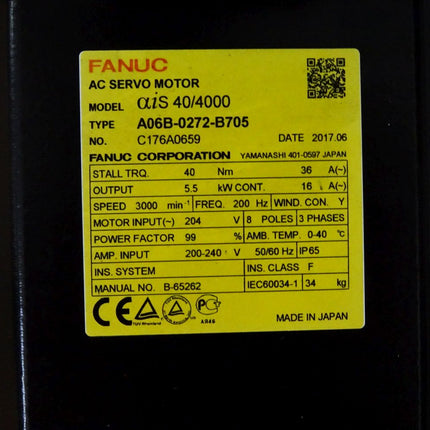 FANUC
AC SERVO MOTOR
MODEL αiS 40/4000
TYPE A06B-0272-B705
NO. C176A0659 DATE 2017.06
FANUC CORPORATION YAMANASHI 401-0597 JAPAN
STALL TRQ. 40 Nm 36 A(~)
OUTPUT 5.5 kW CONT. 16 A(~)
SPEED 3000 min⁻¹ FREQ. 200 Hz WIND. CON. Y
MOTOR INPUT(~) 204 V 8 POLES 3 PHASES
POWER FACTOR 99 % AMB. TEMP. 0-40 ℃
AMP. INPUT 200-240 V 50/60 Hz IP65
INS. SYSTEM INS. CLASS F
MANUAL NO. B-65262 IEC60034-1 34 kg
CE
TÜV Rheinland
AЯ46
MADE IN JAPAN